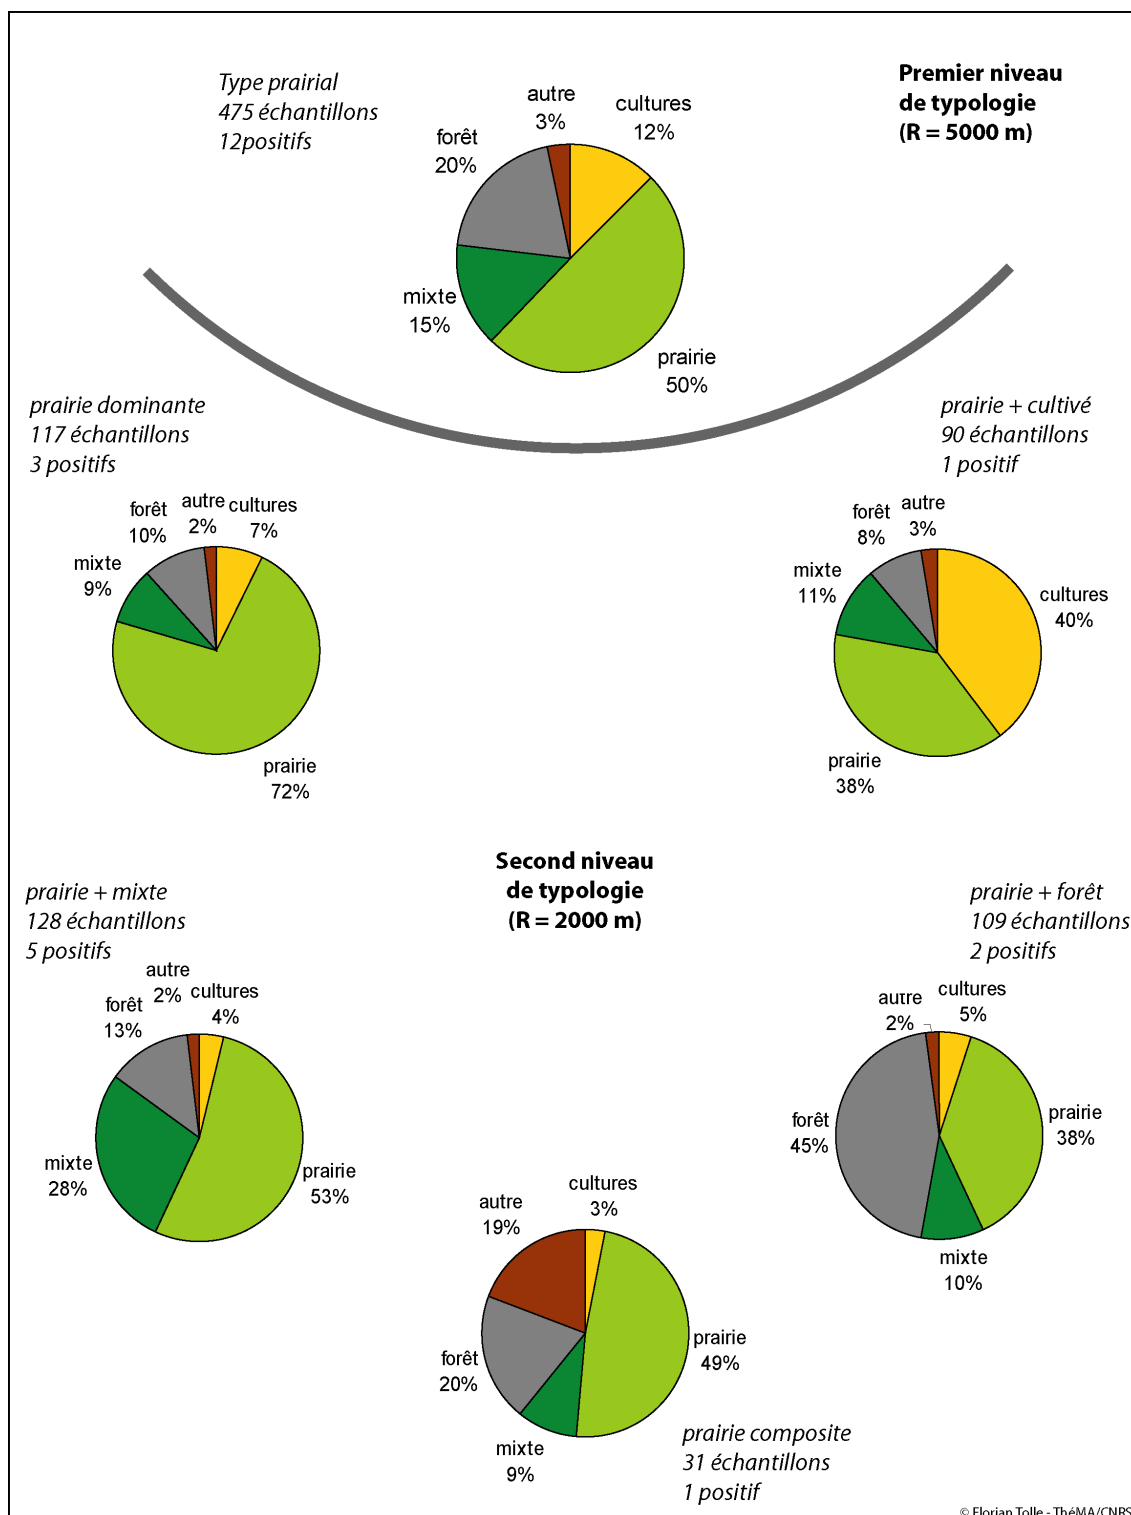 Type prairial
475 échantillons
12positifs
Premier niveau
de typologie
(R = 5000 m)
autre
3%
cultures
12%
forêt
20%
mixte
15%
prairie
50%
prairie dominante
117 échantillons
3 positifs
forêt
10%
autre
2%
cultures
7%
mixte
9%
prairie
72%
prairie + cultivé
90 échantillons
1 positif
autre
3%
forêt
8%
mixte
11%
cultures
40%
prairie
38%
Second niveau
de typologie
(R = 2000 m)
prairie + mixte
128 échantillons
5 positifs
autre
2%
cultures
4%
forêt
13%
mixte
28%
prairie
53%
prairie + forêt
109 échantillons
2 positifs
autre
2%
cultures
5%
forêt
45%
prairie
38%
mixte
10%
autre
19%
cultures
3%
prairie
49%
forêt
20%
mixte
9%
prairie composite
31 échantillons
1 positif
© Florian Tolle - ThéMA/CNRS